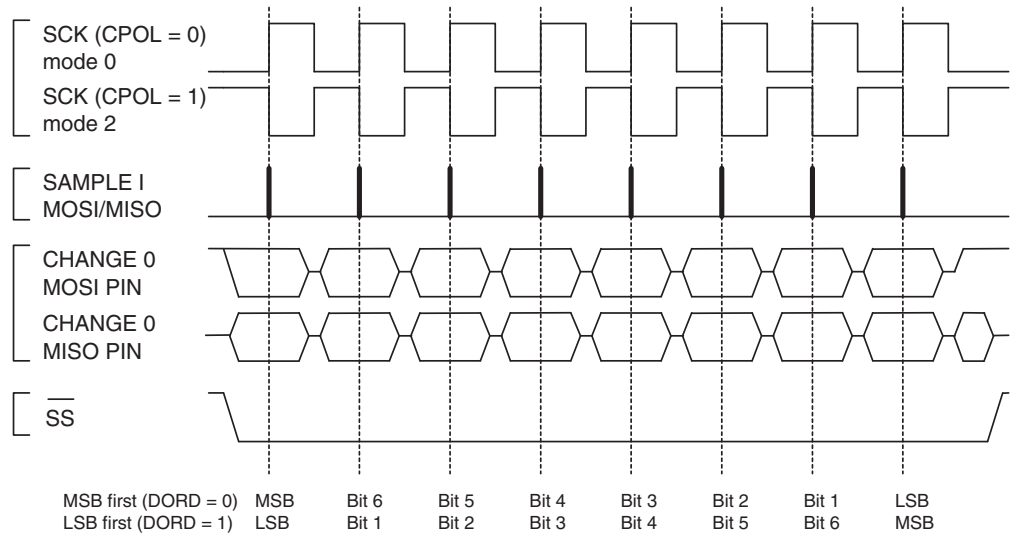 SCK (CPOL = 0)
mode 0
SCK (CPOL = 1)
mode 2
SAMPLE I
MOSI/MISO
CHANGE 0
MOSI PIN
CHANGE 0
MISO PIN
SS
MSB first (DORD = 0) MSB Bit 6 Bit 5 Bit 4 Bit 3 Bit 2 Bit 1 LSB
LSB first (DORD = 1) LSB Bit 1 Bit 2 Bit 3 Bit 4 Bit 5 Bit 6 MSB